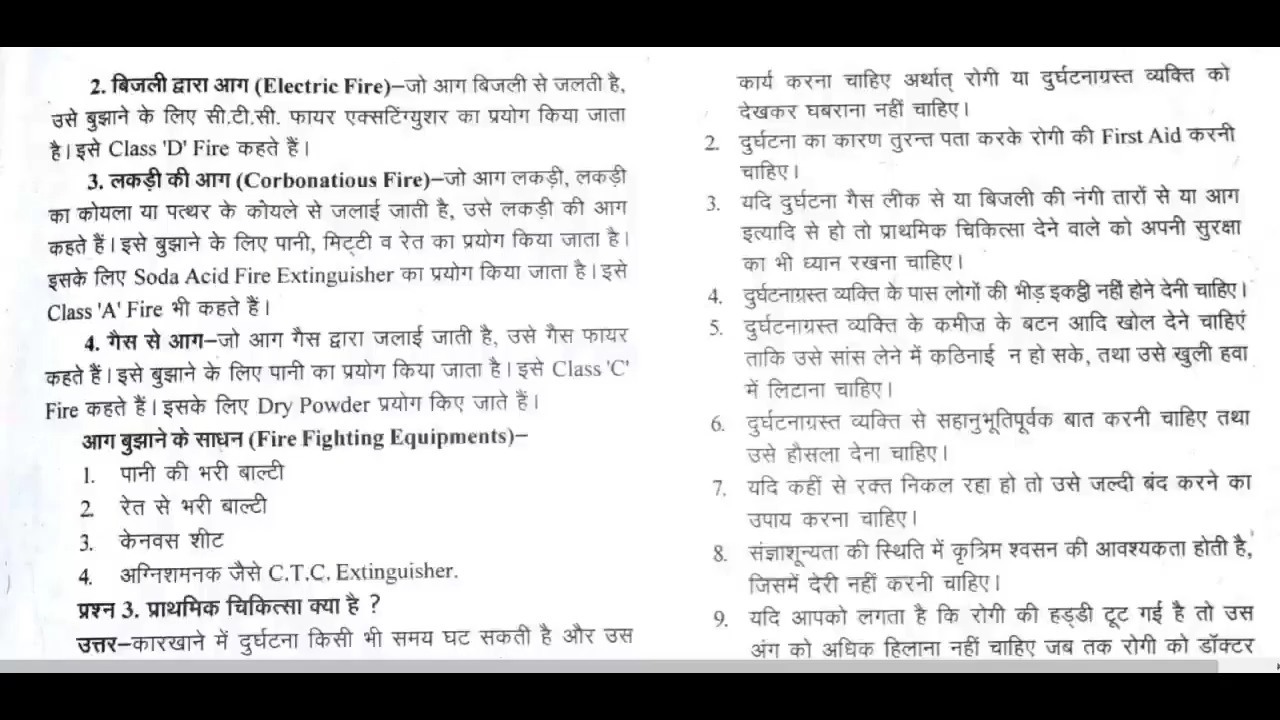 2. बिजली द्वारा आग (Electric Fire)–जो आग बिजली से जलती है,
उसे बुझाने के लिए सी.टी.सी. फायर एक्सटिंग्युशर का प्रयोग किया जाता
है। इसे Class 'D' Fire कहते हैं।
3. लकड़ी की आग (Corbonatious Fire)–जो आग लकड़ी, लकड़ी
का कोयला या पत्थर के कोयले से जलाई जाती है, उसे लकड़ी की आग
कहते हैं। इसे बुझाने के लिए पानी, मिट्टी व रेत का प्रयोग किया जाता है।
इसके लिए Soda Acid Fire Extinguisher का प्रयोग किया जाता है। इसे
Class 'A' Fire भी कहते हैं।
4. गैस से आग–जो आग गैस द्वारा जलाई जाती है, उसे गैस फायर
कहते हैं। इसे बुझाने के लिए पानी का प्रयोग किया जाता है। इसे Class 'C'
Fire कहते हैं। इसके लिए Dry Powder प्रयोग किए जाते हैं।
आग बुझाने के साधन (Fire Fighting Equipments)–
1. पानी की भरी बाल्टी
2. रेत से भरी बाल्टी
3. केनवस शीट
4. अग्निशमनक जैसे C.T.C. Extinguisher.
प्रश्न 3. प्राथमिक चिकित्सा क्या है ?
उत्तर–कारखाने में दुर्घटना किसी भी समय घट सकती है और उस
कार्य करना चाहिए अर्थात् रोगी या दुर्घटनाग्रस्त व्यक्ति को
देखकर घबराना नहीं चाहिए।
2. दुर्घटना का कारण तुरन्त पता करके रोगी की First Aid करनी
चाहिए।
3. यदि दुर्घटना गैस लीक से या बिजली की नंगी तारों से या आग
इत्यादि से हो तो प्राथमिक चिकित्सा देने वाले को अपनी सुरक्षा
का भी ध्यान रखना चाहिए।
4. दुर्घटनाग्रस्त व्यक्ति के पास लोगों की भीड़ इकट्ठी नहीं होने देनी चाहिए।
5. दुर्घटनाग्रस्त व्यक्ति के कमीज के बटन आदि खोल देने चाहिएं
ताकि उसे सांस लेने में कठिनाई न हो सके, तथा उसे खुली हवा
में लिटाना चाहिए।
6. दुर्घटनाग्रस्त व्यक्ति से सहानुभूतिपूर्वक बात करनी चाहिए तथा
उसे हौसला देना चाहिए।
7. यदि कहीं से रक्त निकल रहा हो तो उसे जल्दी बंद करने का
उपाय करना चाहिए।
8. संज्ञाशून्यता की स्थिति में कृत्रिम श्वसन की आवश्यकता होती है,
जिसमें देरी नहीं करनी चाहिए।
9. यदि आपको लगता है कि रोगी की हड्डी टूट गई है तो उस
अंग को अधिक हिलाना नहीं चाहिए जब तक रोगी को डॉक्टर